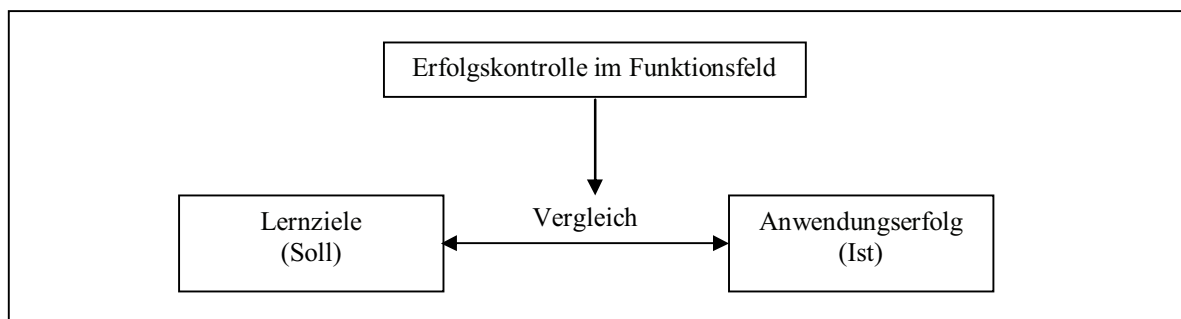 Erfolgskontrolle im Funktionsfeld
Vergleich
Lernziele
(Soll)
Anwendungserfolg
(Ist)